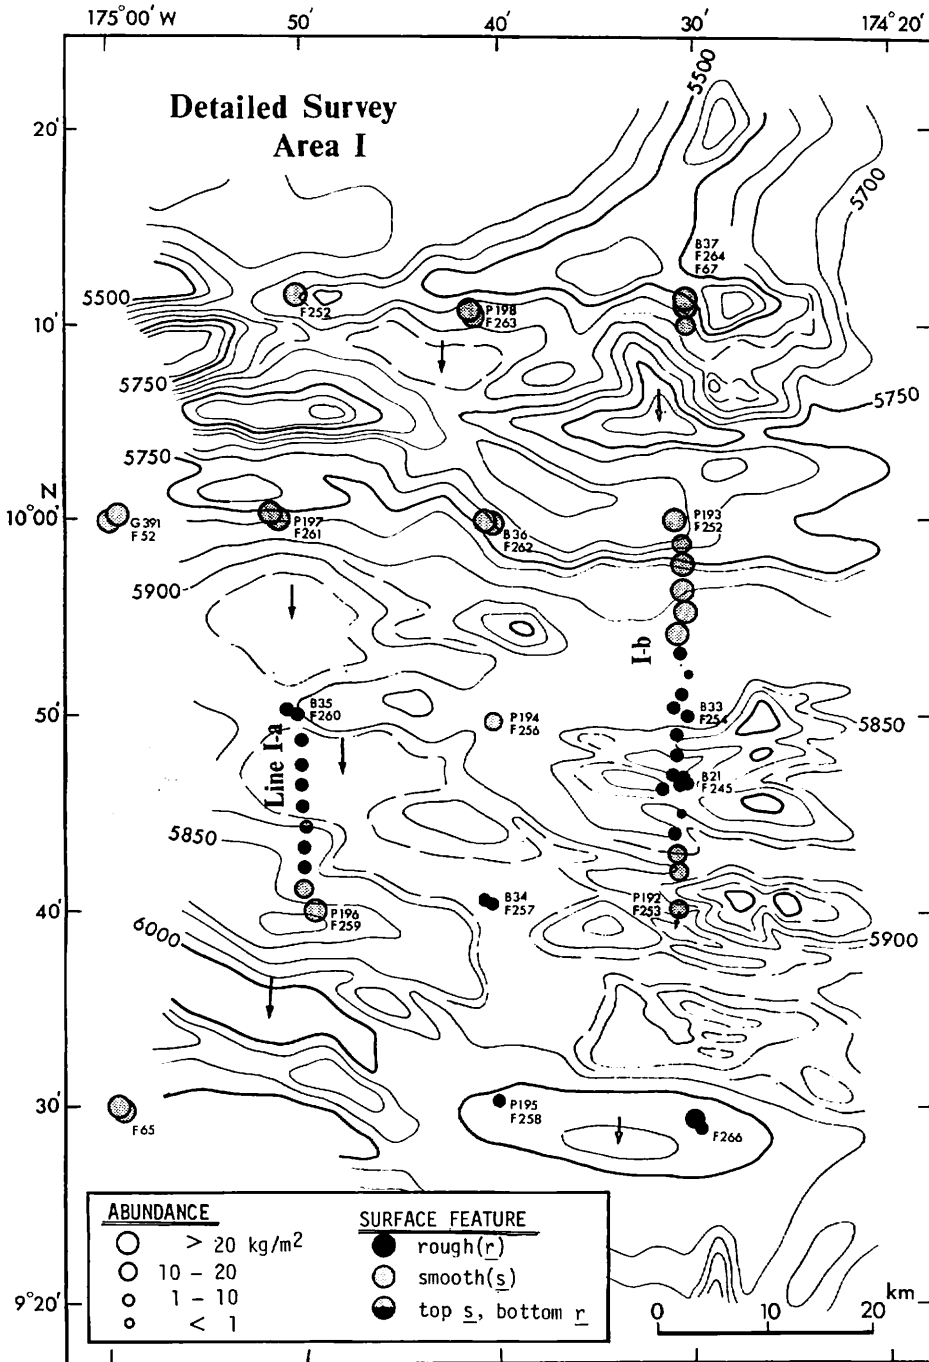 175°00′ W
50′
40′
30′
174°20′
Detailed Survey
Area I
5500
20′
5700
B37
F264
F67
5500
F252
P198
F263
10′
5750
5750
5750
N
10°00′
G391
F52
P197
F261
B36
F262
P193
F252
5900
I-b
B35
F260
50′
P194
F256
B33
F254
5850
Line I-a
B21
F245
5850
B34
F257
P192
F253
40′
P196
F259
6000
5900
30′
F65
P195
F258
F266
ABUNDANCE
> 20 kg/m2
10 – 20
1 – 10
< 1
SURFACE FEATURE
rough(r)
smooth(s)
top s, bottom r
9°20′
km
0 10 20